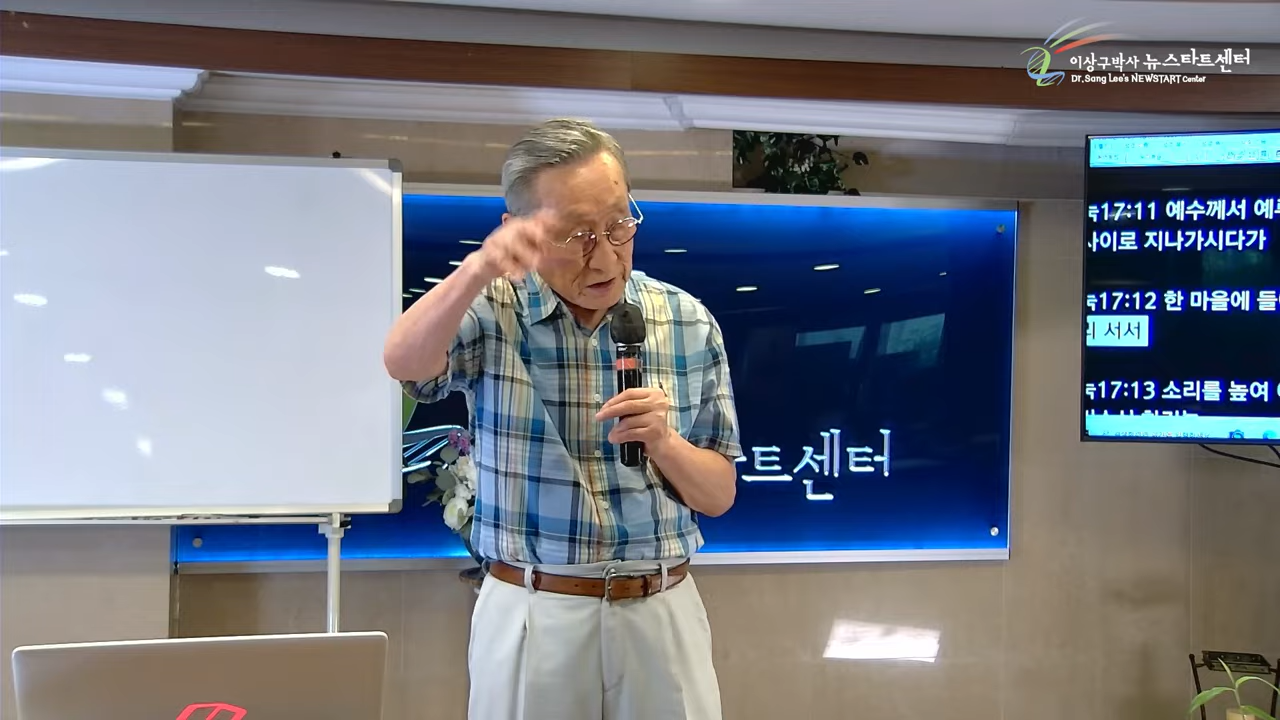 이상구박사 뉴스타트센터
Dr. Sang Lee's NEWSTART Center
17:11 예수께서 예
사이로 지나가시다가
17:12 한 마을에 들
서서
17:13 소리를 높여
트센터